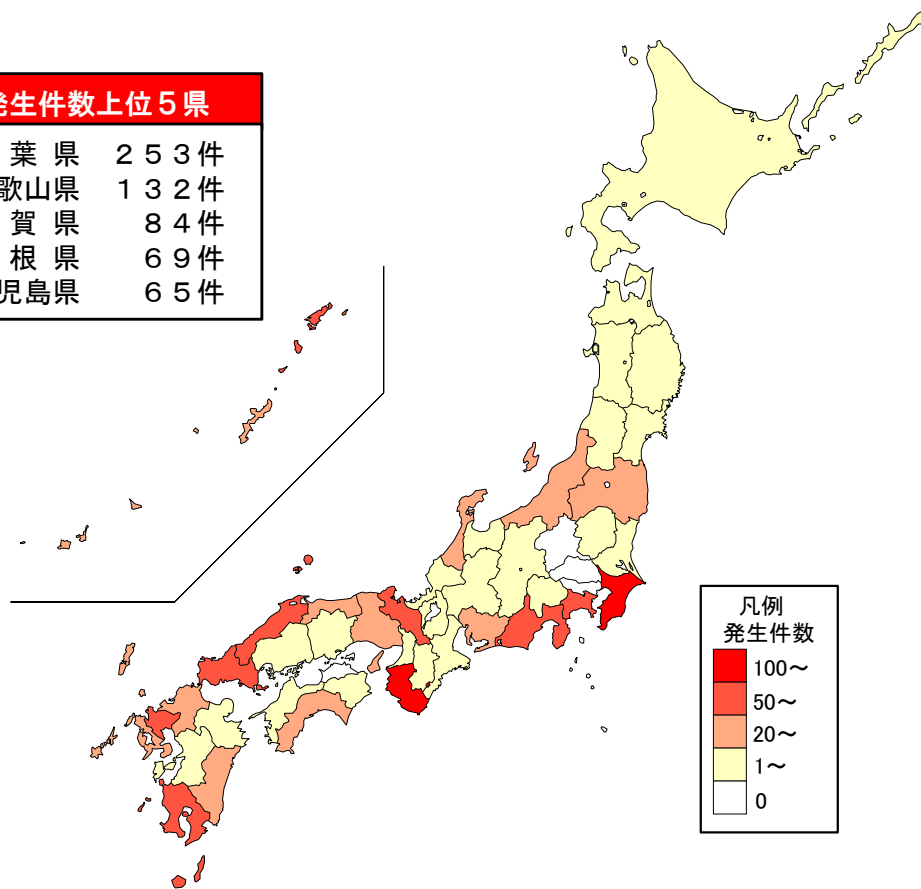 発生件数上位５県
葉 県 ２５３件
歌山県 １３２件
賀 県 ８４件
根 県 ６９件
児島県 ６５件
凡例
発生件数
100～
50～
20～
1～
0